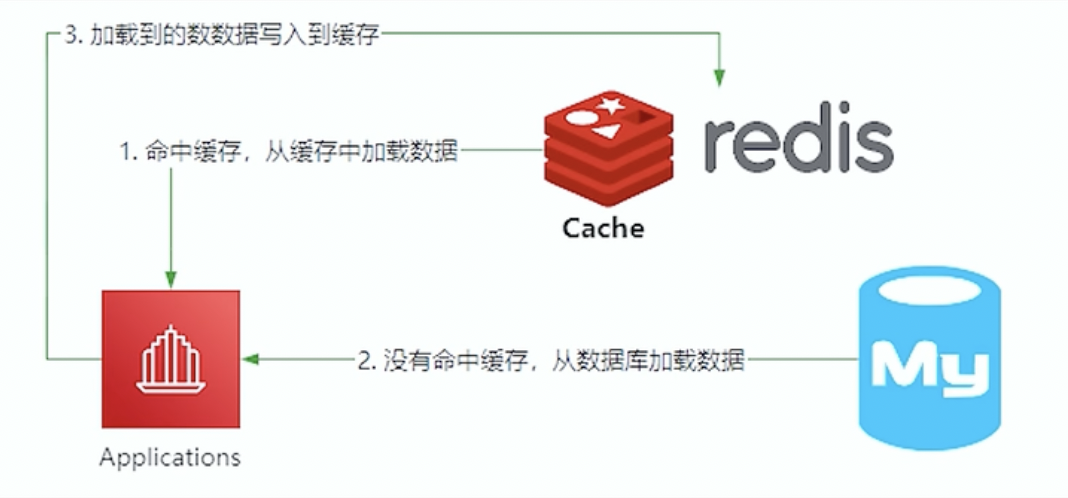 3. 加载到的数数据写入到缓存
1. 命中缓存，从缓存中加载数据
redis
Cache
2. 没有命中缓存，从数据库加载数据
My
Applications